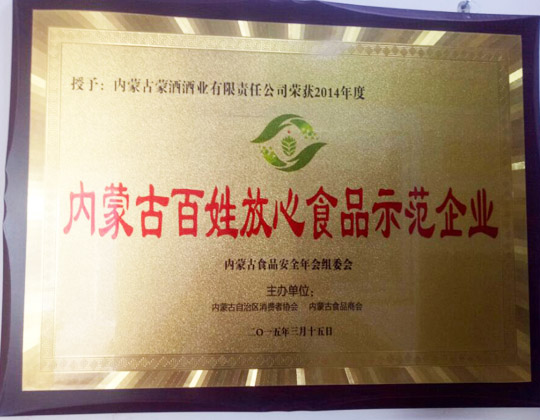 授予：内蒙古蒙酒酒业有限责任公司荣获2014年度
内蒙古百姓放心食品示范企业
内蒙古食品安全年会组委会
主办单位：
内蒙古自治区消费者协会 内蒙古食品商会
二〇一五年三月十五日